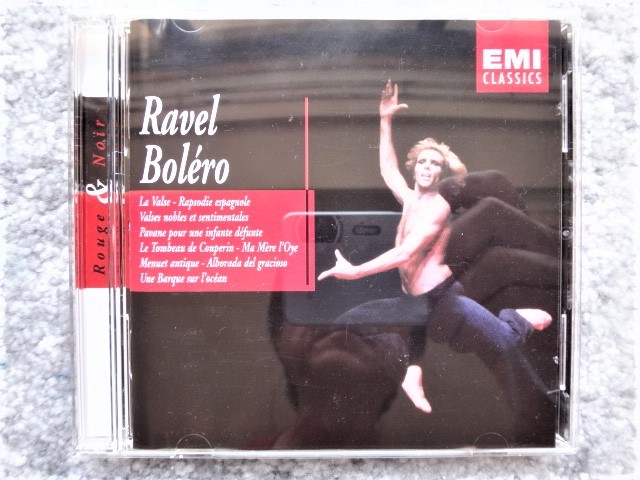 Rouge & Noir
EMI
CLASSICS
Ravel
Boléro
La Valse - Rapsodie espagnole
Valses nobles et sentimentales
Pavane pour une infante défunte
Le Tombeau de Couperin - Ma Mère l'Oye
Menuet antique - Alborada del gracioso
Une Barque sur l'océan